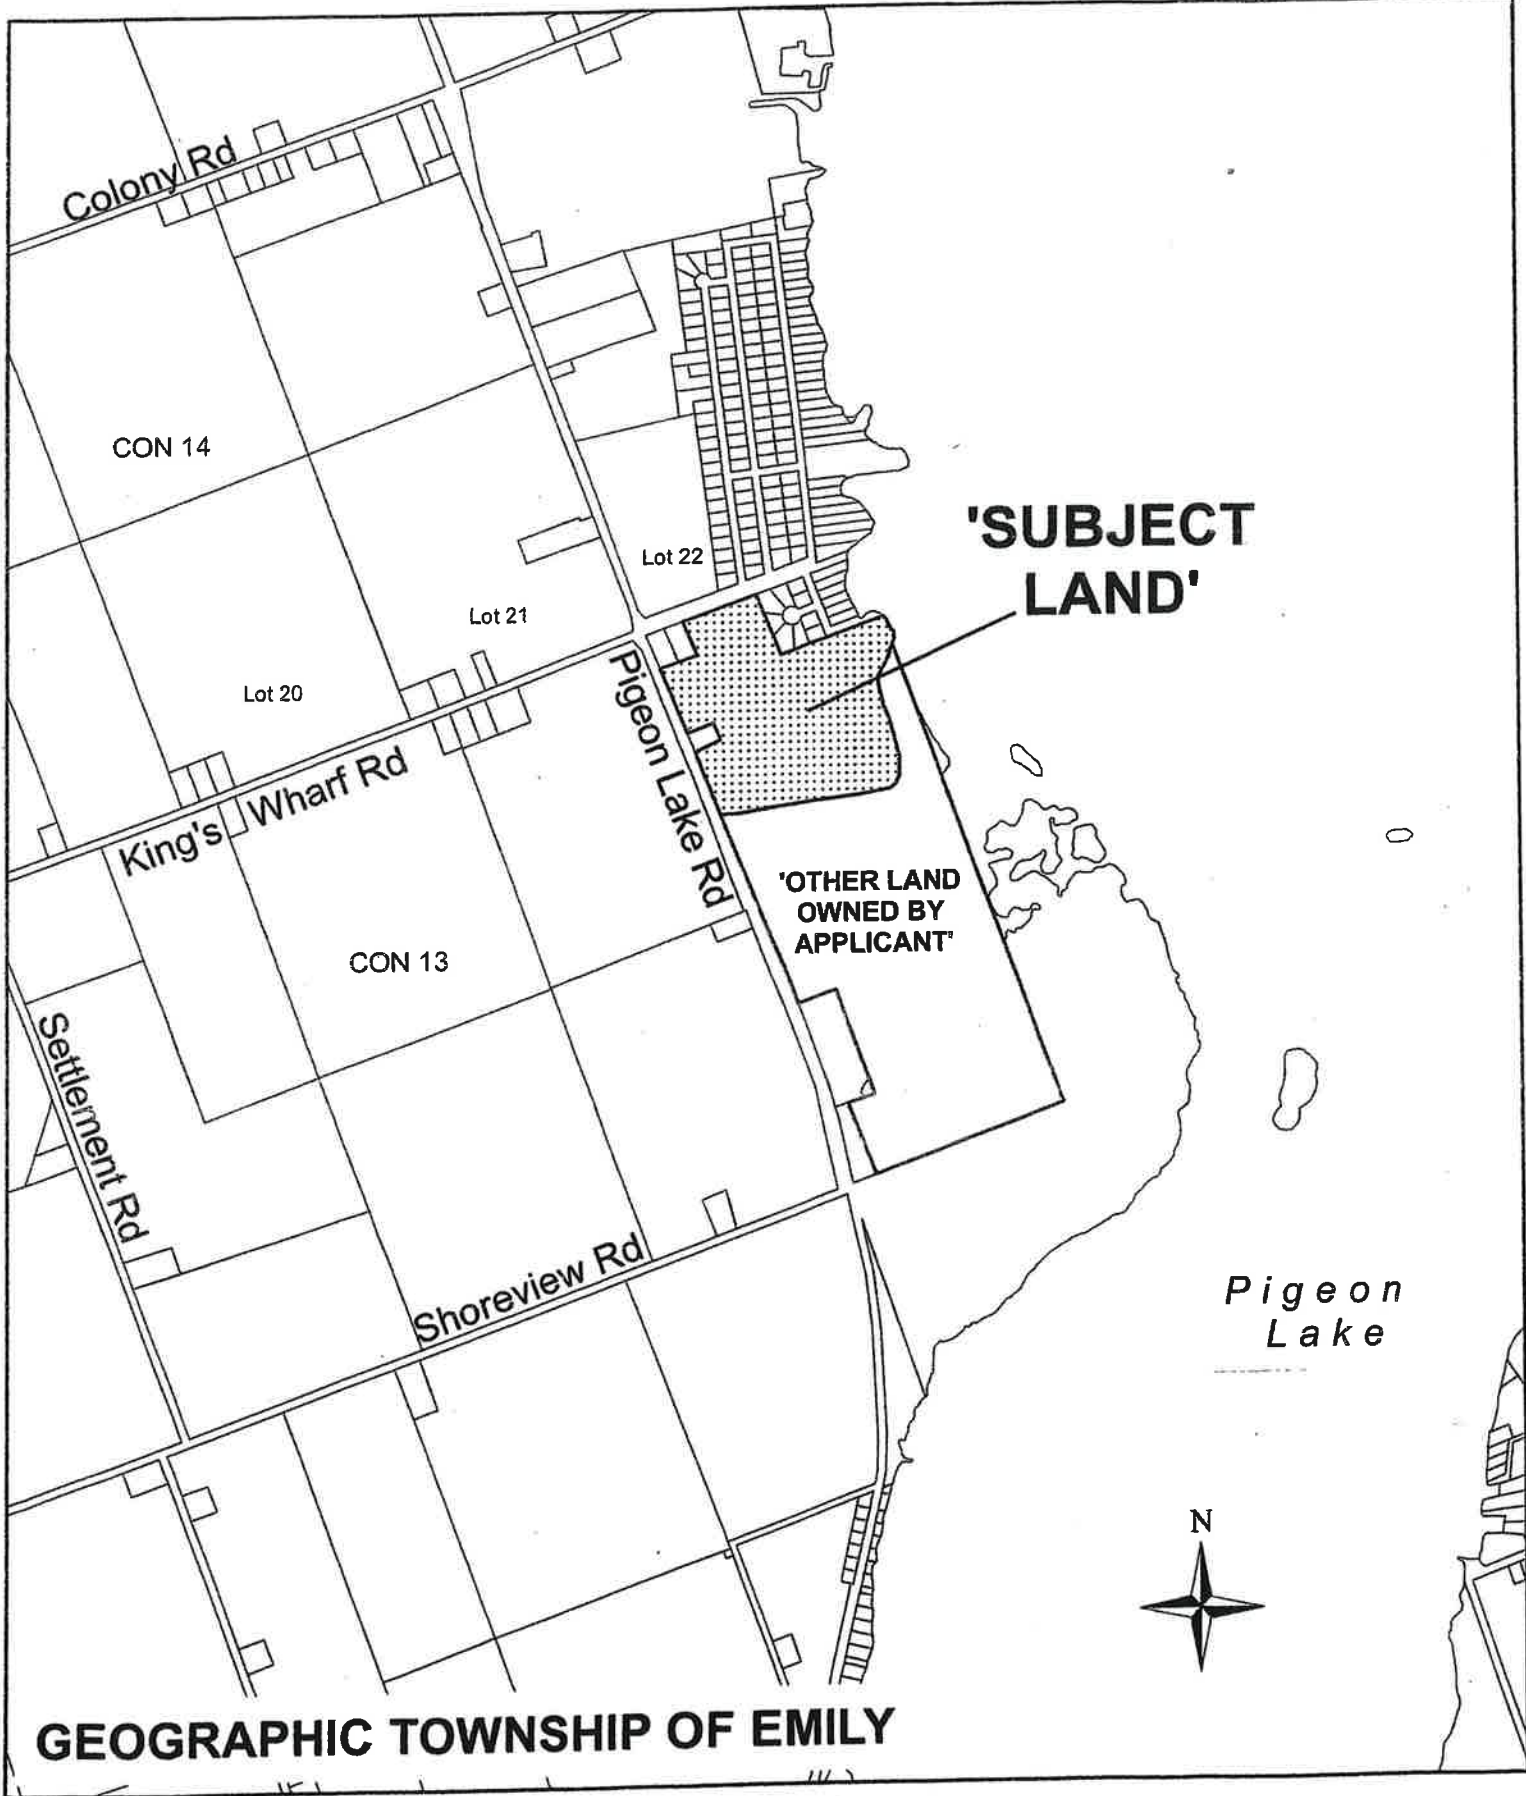 Colony Rd
CON 14
'SUBJECT
LAND'
Lot 22
Lot 21
Lot 20
Pigeon Lake Rd
King's Wharf Rd
'OTHER LAND
OWNED BY
APPLICANT'
CON 13
Settlement Rd
Shoreview Rd
Pigeon
Lake
N
GEOGRAPHIC TOWNSHIP OF EMILY